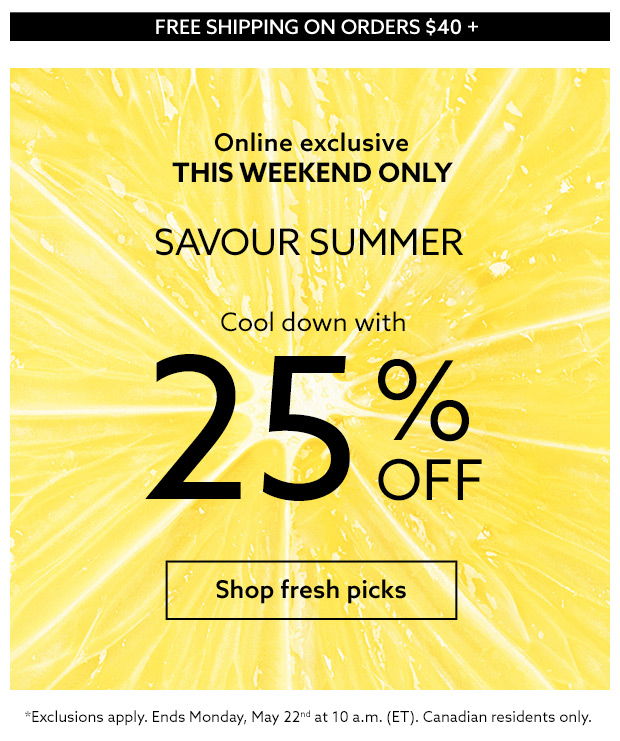 FREE SHIPPING ON ORDERS $40 +
Online exclusive
THIS WEEKEND ONLY
SAVOUR SUMMER
Cool down with
25%
OFF
Shop fresh picks
*Exclusions apply. Ends Monday, May 22nd at 10 a.m. (ET). Canadian residents only.